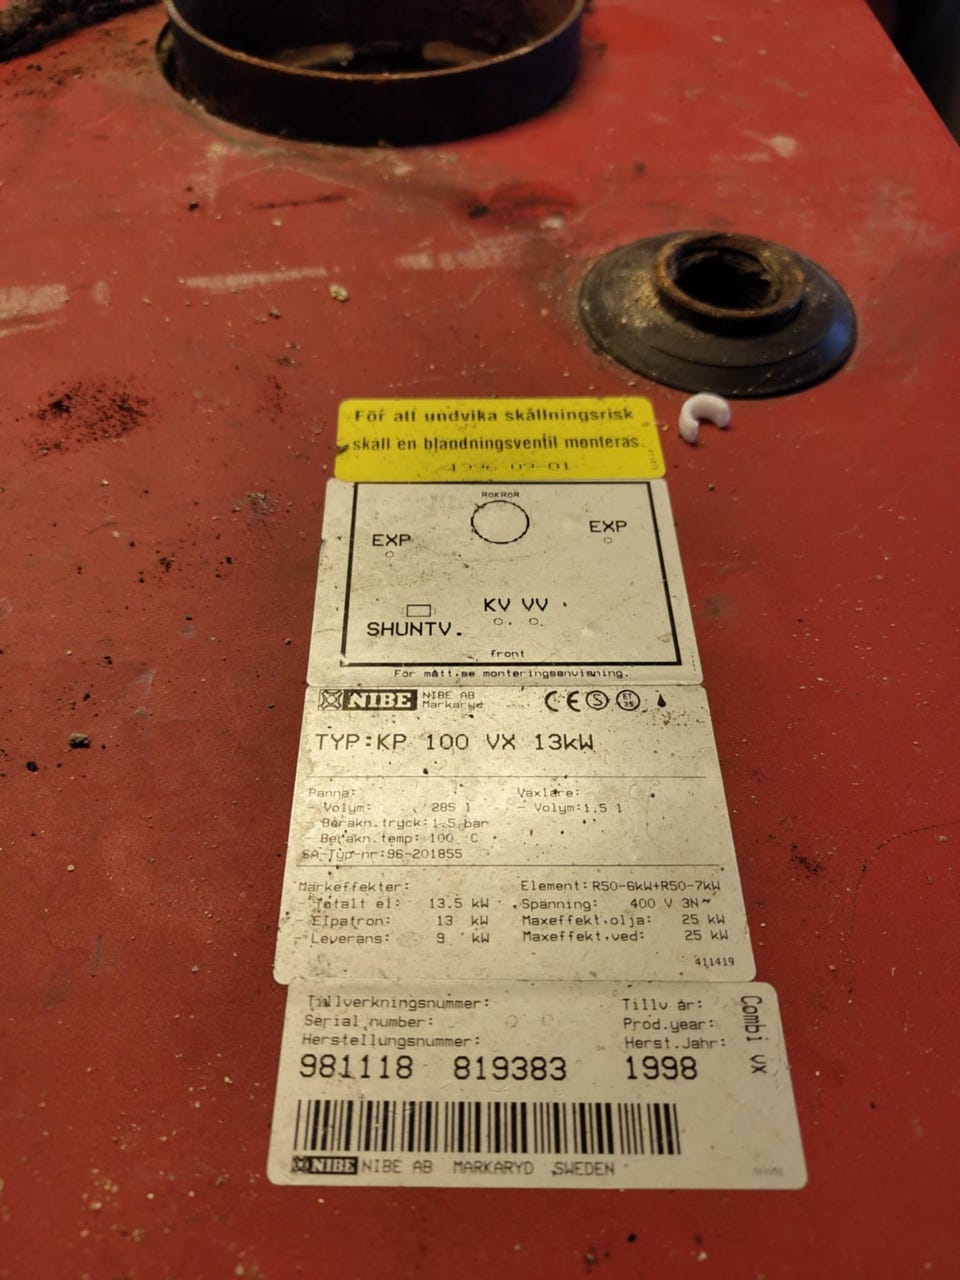 För att undvika skållningsrisk
skall en blandningsventil monteras.
1996-09-01
RÖKRÖR
EXP
EXP
KV VV
SHUNTV.
front
För mått.se monteringsanvisning.
NIBE NIBE AB
Markaryd
CE S
TYP:KP 100 VX 13kW
Panna: Växlare:
- Volym: 285 l - Volym:1.5 l
- Beräkn.tryck:1.5 bar
- Beräkn.temp: 100 C
SA-Typ-nr:96-201855
Märkeffekter: Element:R50-6kW+R50-7kW
- Totalt el: 13.5 kW Spänning: 400 V 3N~
- Elpatron: 13 kW Maxeffekt.olja: 25 kW
- Leverans: 9 kW Maxeffekt.ved: 25 kW
411419
Tillverkningsnummer: Tillv år:
Serial number: Prod.year:
Herstellungsnummer: Herst.Jahr:
981118 819383 1998
Combi VX
NIBE NIBE AB MARKARYD SWEDEN